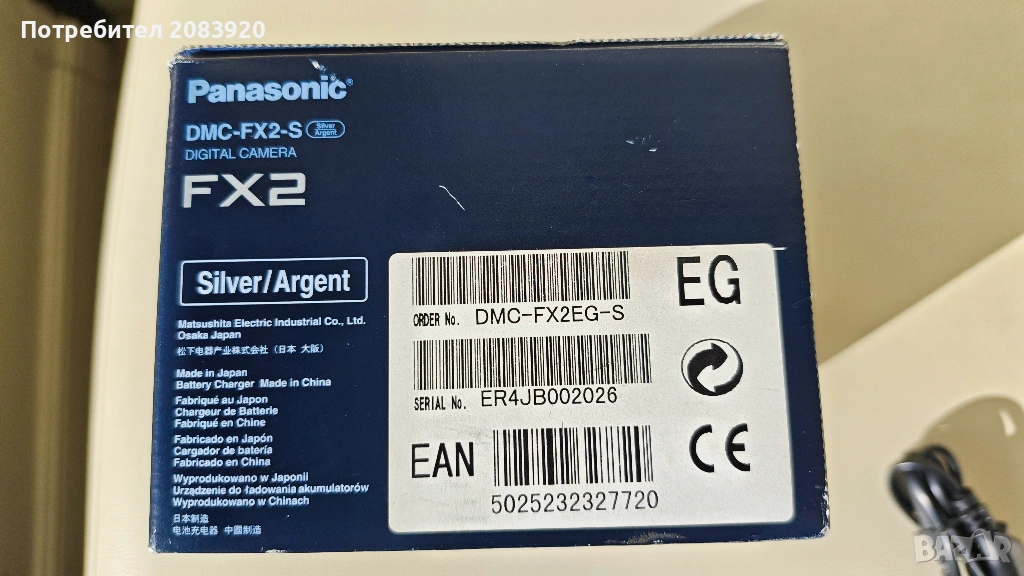 Потребител 2083920
Panasonic®
DMC-FX2-S Silver Argent
DIGITAL CAMERA
FX2
Silver/Argent
Matsushita Electric Industrial Co., Ltd.
Osaka Japan
松下电器产业株式会社（日本 大阪）
Made in Japan
Battery Charger Made in China
Fabriqué au Japon
Chargeur de Batterie
Fabriqué en Chine
Fabricado en Japón
Cargador de batería
Fabricado en China
Wyprodukowano w Japonii
Urządzenie do ładowania akumulatorów
Wyprodukowano w Chinach
日本制造
电池充电器 中国制造
EG
ORDER No. DMC-FX2EG-S
SERIAL No. ER4JB002026
CE
EAN
5025232327720
BAZAR